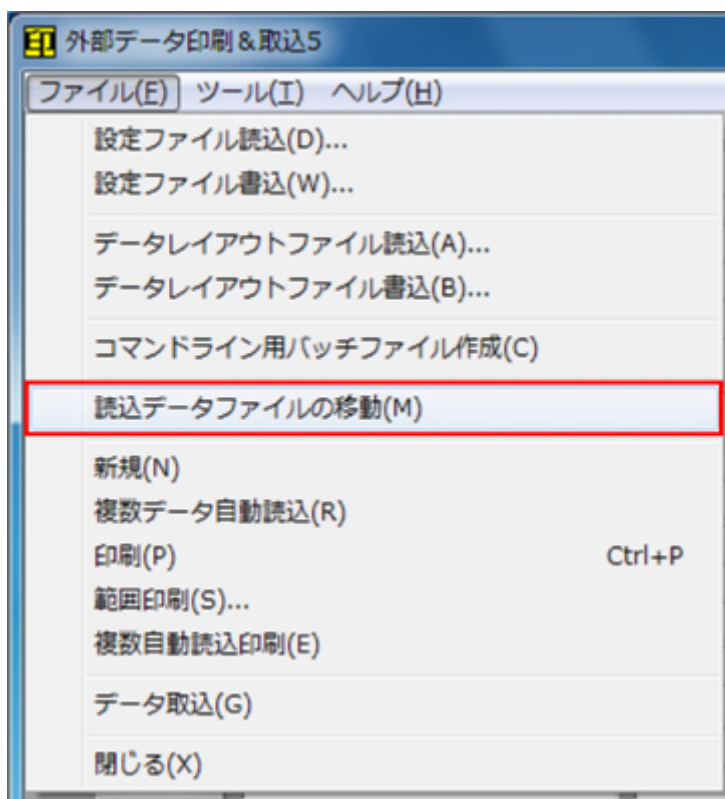 印 外部データ印刷&取込5
ファイル(F) ツール(T) ヘルプ(H)
設定ファイル読込(D)...
設定ファイル書込(W)...
データレイアウトファイル読込(A)...
データレイアウトファイル書込(B)...
コマンドライン用バッチファイル作成(C)
読込データファイルの移動(M)
新規(N)
複数データ自動読込(R)
印刷(P) Ctrl+P
範囲印刷(S)...
複数自動読込印刷(E)
データ取込(G)
閉じる(X)